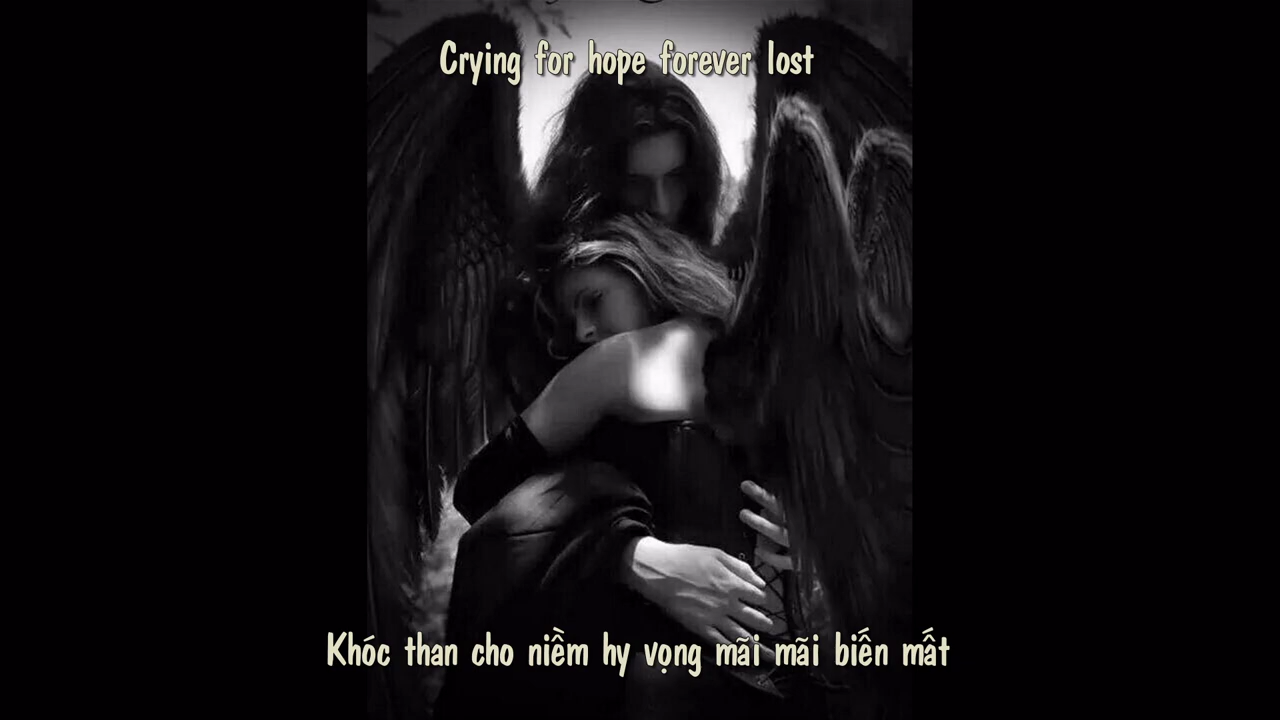 Crying for hope forever lost
Khóc than cho niềm hy vọng mãi mãi biến mất